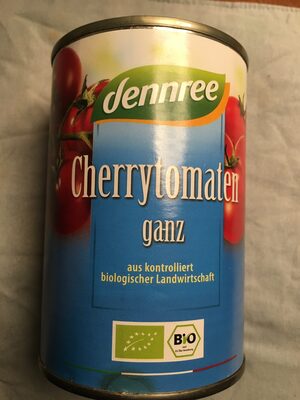 dennree
Cherrytomaten
ganz
aus kontrolliert
biologischer Landwirtschaft
BIO